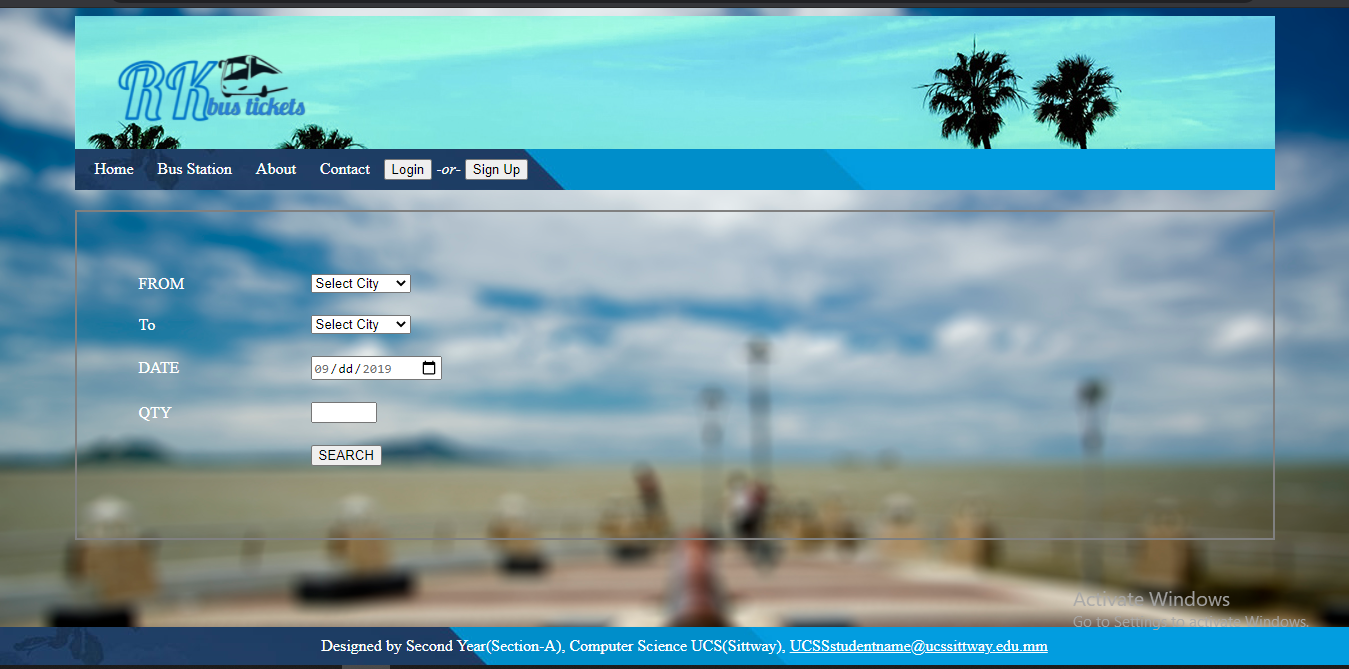 RK bus tickets
Home Bus Station About Contact Login -or- Sign Up
FROM Select City
To Select City
DATE 09/dd/2019
QTY
SEARCH
Activate Windows
Go to Settings to activate Windows.
Designed by Second Year(Section-A), Computer Science UCS(Sittway), UCSSstudentname@ucssittway.edu.mm